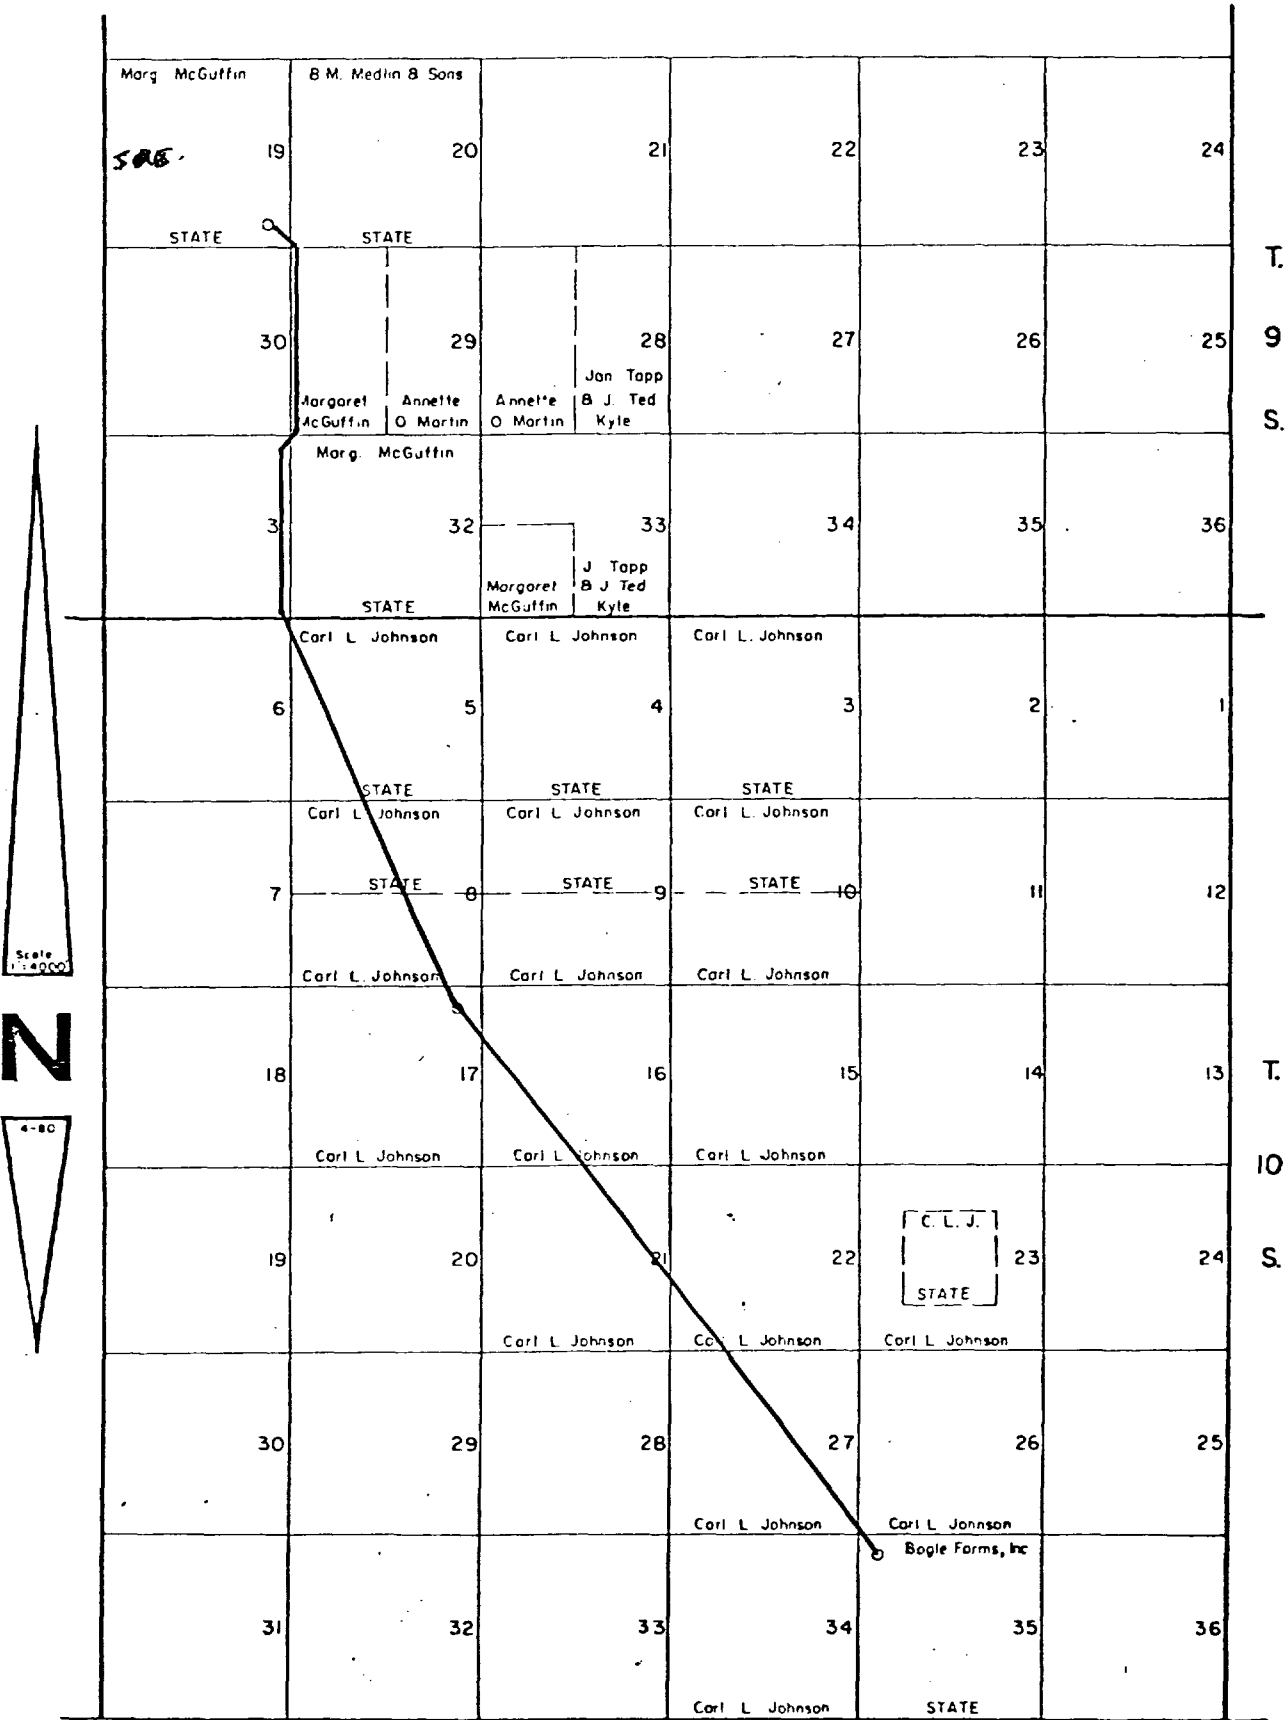 Marg McGuffin B M. Medlin & Sons
19 20 21 22 23 24
STATE STATE
T.
30 29 28 27 26 25 9
Jan Tapp
Margaret Annette Annette & J. Ted
McGuffin O Martin O Martin Kyle S.
Marg. McGuffin
3 32 33 34 35 36
J Tapp
Margaret & J Ted
STATE McGuffin Kyle
Carl L Johnson Carl L Johnson Carl L. Johnson
6 5 4 3 2 1
STATE STATE STATE
Carl L Johnson Carl L Johnson Carl L. Johnson
7 STATE 8 STATE 9 STATE 10 11 12
Scale
1":4000'
Carl L. Johnson Carl L. Johnson Carl L. Johnson
N
18 17 16 15 14 13 T.
4-80
Carl L Johnson Carl L Johnson Carl L Johnson 10
C. L. J.
19 20 21 22 23 24 S.
STATE
Carl L Johnson Carl L Johnson Carl L Johnson
30 29 28 27 26 25
Carl L Johnson Carl L Johnson
Bogle Farms, Inc
31 32 33 34 35 36
Carl L Johnson STATE